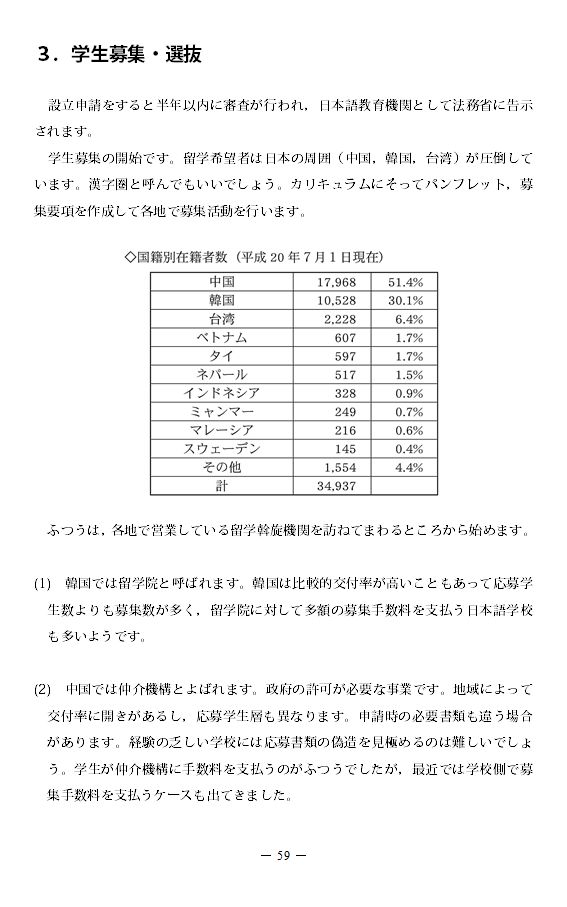 3．学生募集・選抜
設立申請をすると半年以内に審査が行われ，日本語教育機関として法務省に告示
されます。
学生募集の開始です。留学希望者は日本の周囲（中国，韓国，台湾）が圧倒して
います。漢字圏と呼んでもいいでしょう。カリキュラムにそってパンフレット，募
集要項を作成して各地で募集活動を行います。
◇国籍別在籍者数（平成 20 年 7 月 1 日現在）
中国 17,968 51.4%
韓国 10,528 30.1%
台湾 2,228 6.4%
ベトナム 607 1.7%
タイ 597 1.7%
ネパール 517 1.5%
インドネシア 328 0.9%
ミャンマー 249 0.7%
マレーシア 216 0.6%
スウェーデン 145 0.4%
その他 1,554 4.4%
計 34,937
ふつうは，各地で営業している留学斡旋機関を訪ねてまわるところから始めます。
(1) 韓国では留学院と呼ばれます。韓国は比較的交付率が高いこともあって応募学
生数よりも募集数が多く，留学院に対して多額の募集手数料を支払う日本語学校
も多いようです。
(2) 中国では仲介機構とよばれます。政府の許可が必要な事業です。地域によって
交付率に開きがあるし，応募学生層も異なります。申請時の必要書類も違う場合
があります。経験の乏しい学校には応募書類の偽造を見極めるのは難しいでしょ
う。学生が仲介機構に手数料を支払うのがふつうでしたが，最近では学校側で募
集手数料を支払うケースも出てきました。
― 59 ―